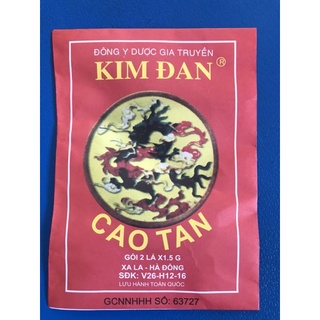 ĐÔNG Y DƯỢC GIA TRUYỀN
KIM ĐAN ®
CAO TAN
GÓI 2 LÁ X1.5 G
XA LA - HÀ ĐÔNG
SĐK: V26-H12-16
LƯU HÀNH TOÀN QUỐC
GCNNHHH SỐ: 63727